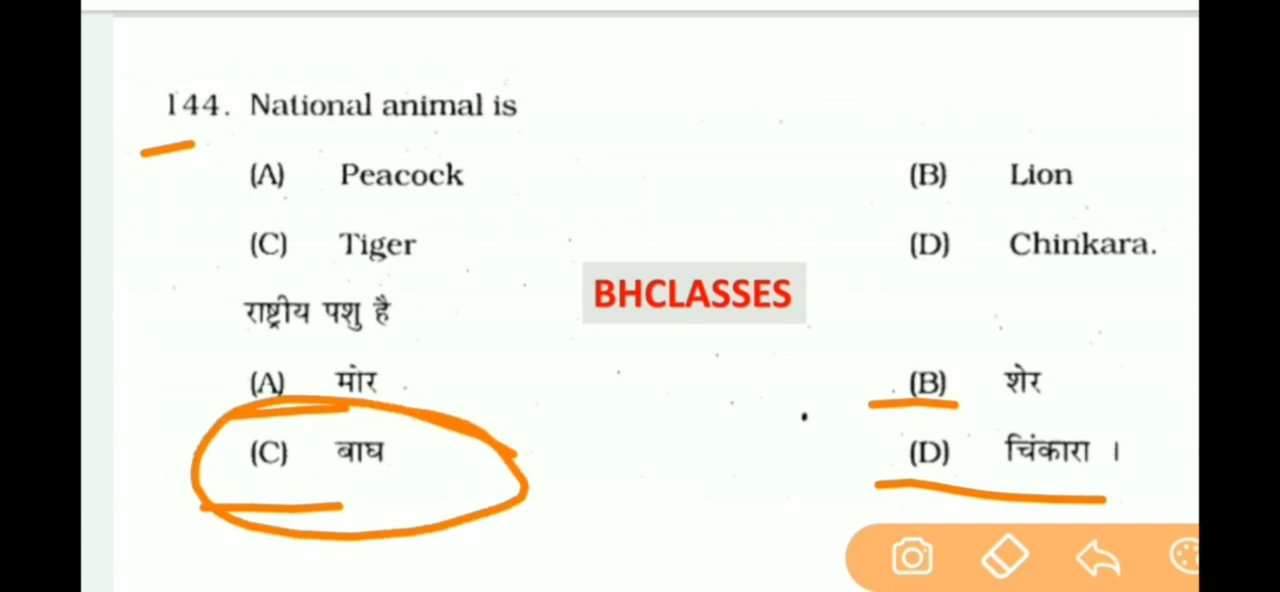 144. National animal is
(A) Peacock (B) Lion
(C) Tiger (D) Chinkara.
BHCLASSES
राष्ट्रीय पशु है
(A) मोर (B) शेर
(C) बाघ (D) चिंकारा ।